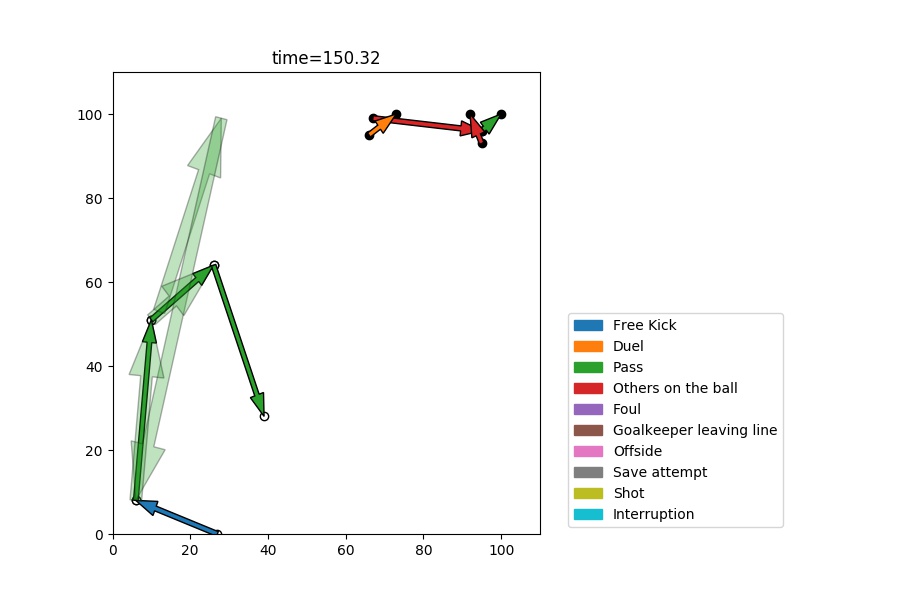 time=150.32
100
80
60
40
20
0
0
20
40
60
80
100
Free Kick
Duel
Pass
Others on the ball
Foul
Goalkeeper leaving line
Offside
Save attempt
Shot
Interruption